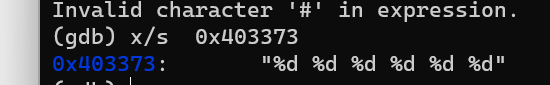 Invalid character '#' in expression.
(gdb) x/s  0x403373
0x403373:       "%d %d %d %d %d %d"